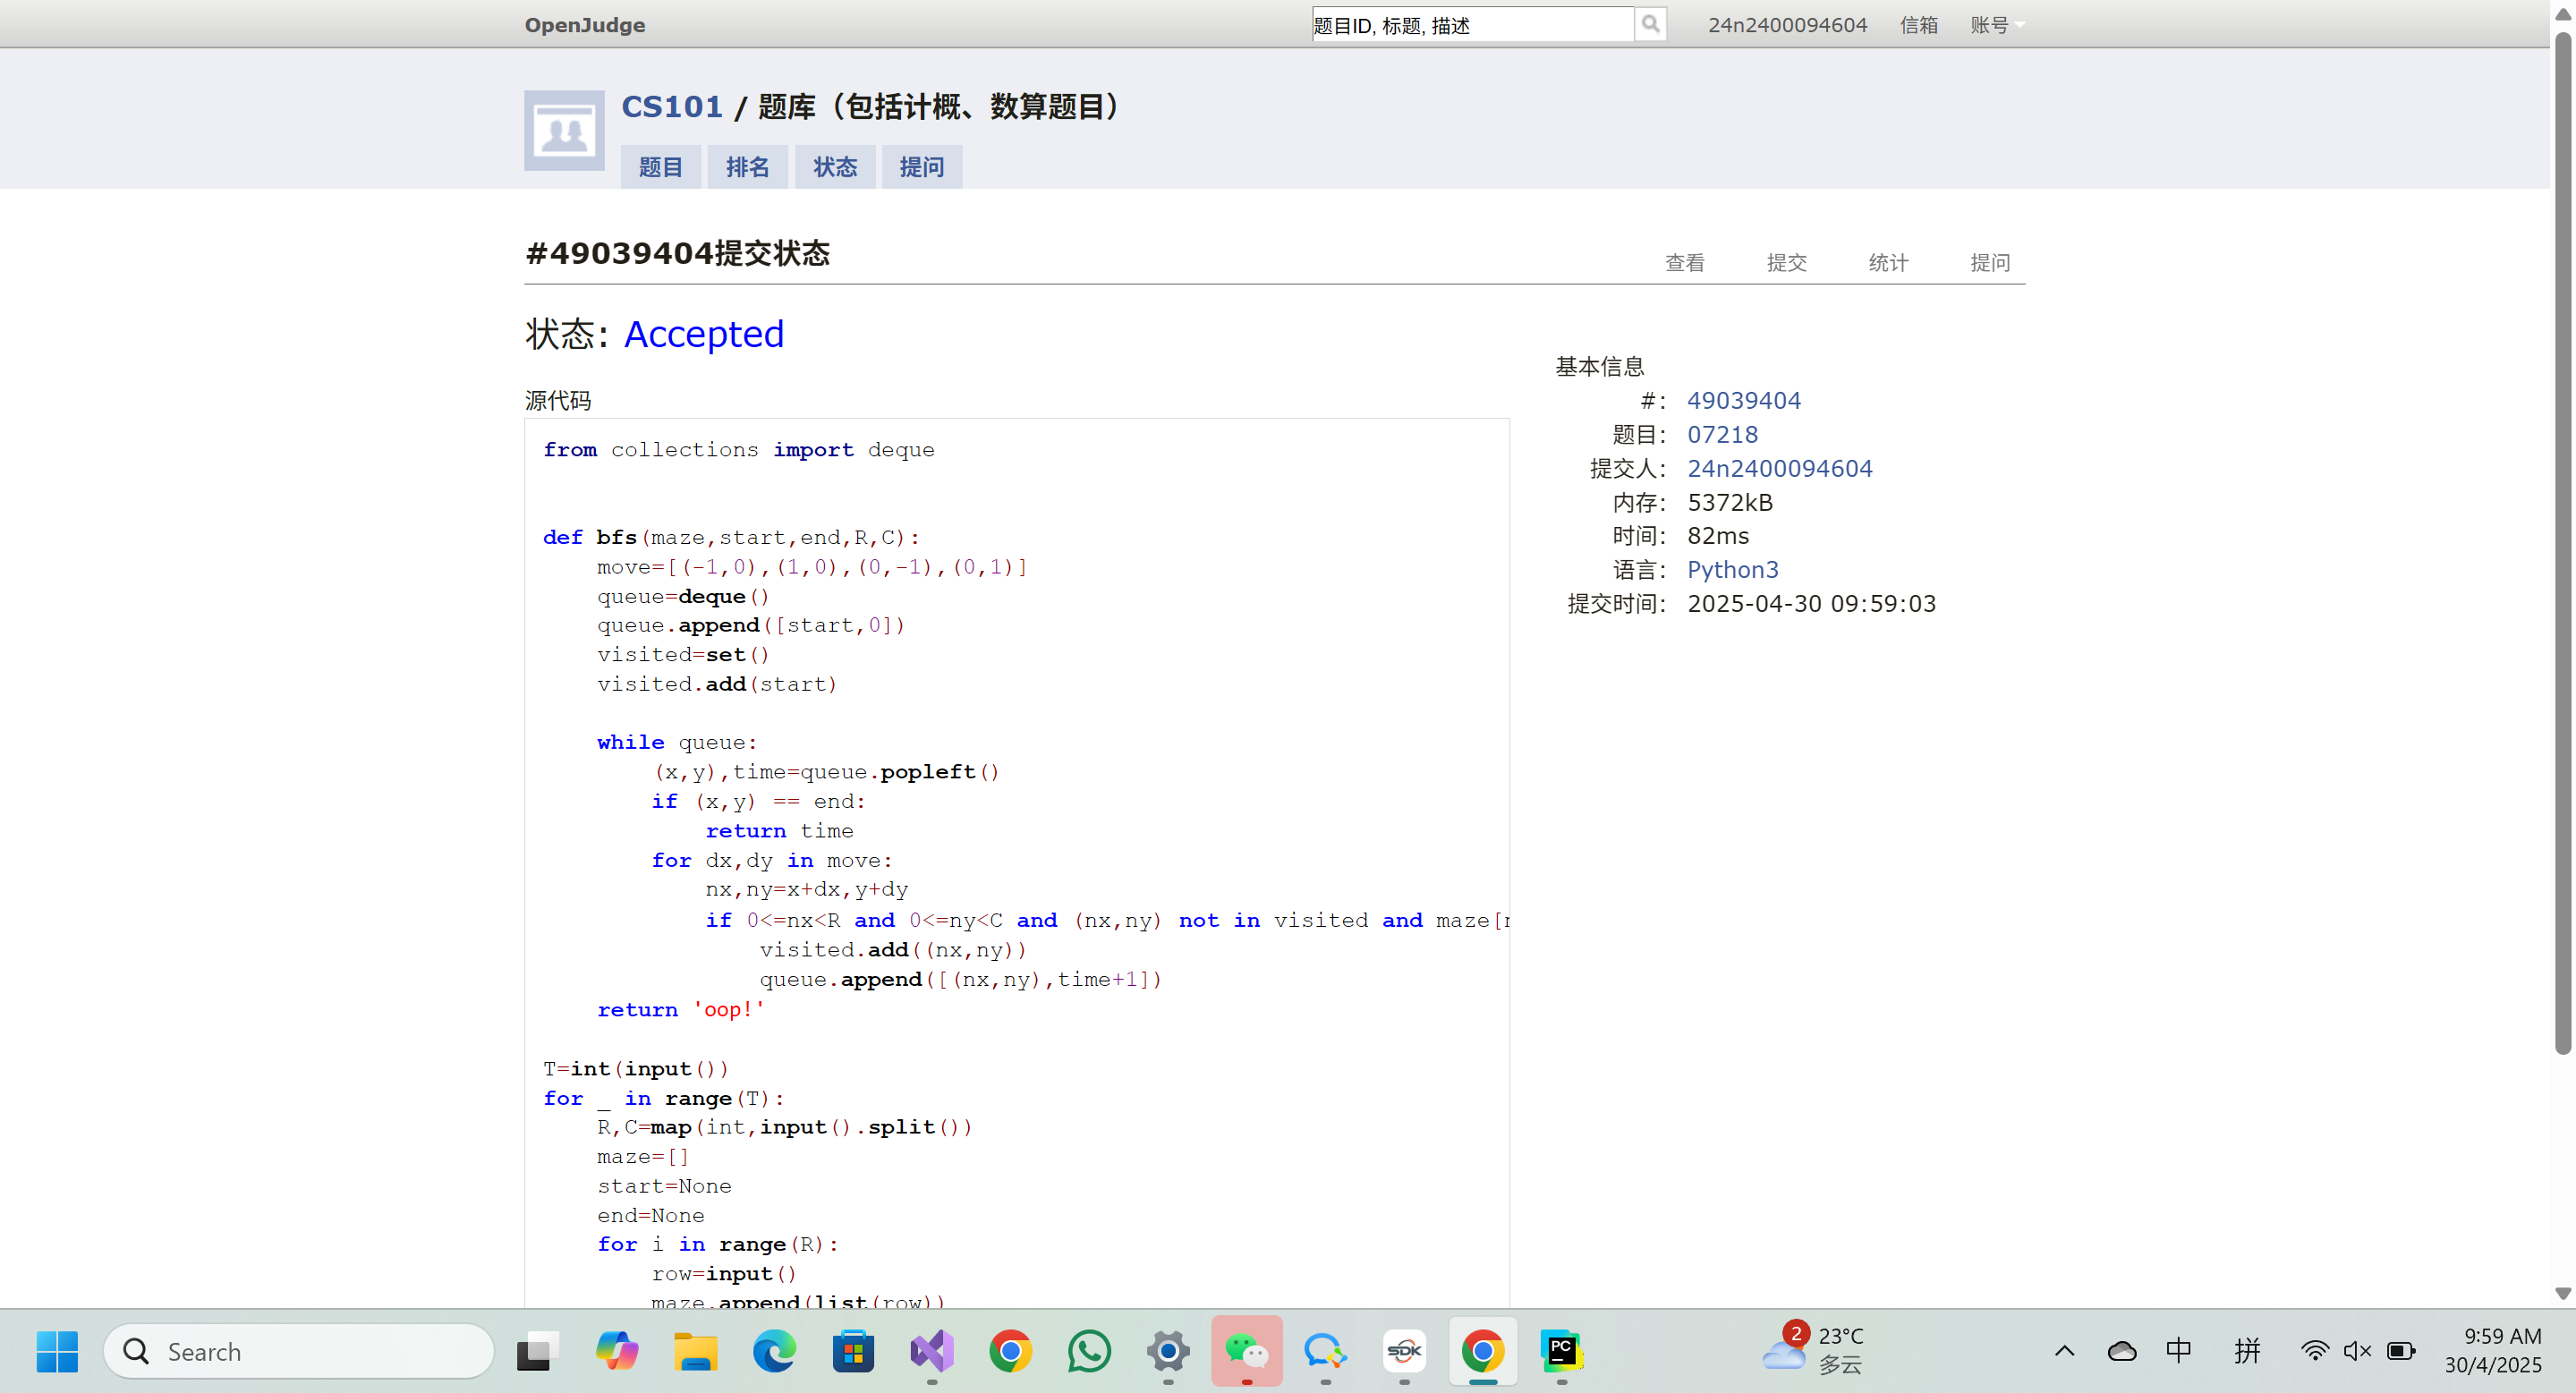 OpenJudge
题目ID, 标题, 描述
24n2400094604
信箱
账号
CS101 / 题库（包括计概、数算题目）
题目
排名
状态
提问
#49039404提交状态
查看
提交
统计
提问
状态: Accepted
源代码
from collections import deque
def bfs(maze,start,end,R,C):
    move=[(-1,0),(1,0),(0,-1),(0,1)]
    queue=deque()
    queue.append([start,0])
    visited=set()
    visited.add(start)
    while queue:
        (x,y),time=queue.popleft()
        if (x,y) == end:
            return time
        for dx,dy in move:
            nx,ny=x+dx,y+dy
            if 0<=nx<R and 0<=ny<C and (nx,ny) not in visited and maze[
                visited.add((nx,ny))
                queue.append([(nx,ny),time+1])
    return 'oop!'
T=int(input())
for _ in range(T):
    R,C=map(int,input().split())
    maze=[]
    start=None
    end=None
    for i in range(R):
        row=input()
        maze.append(list(row))
基本信息
#: 49039404
题目: 07218
提交人: 24n2400094604
内存: 5372kB
时间: 82ms
语言: Python3
提交时间: 2025-04-30 09:59:03
Search
SDK
PC
2
23°C
多云
中
拼
9:59 AM
30/4/2025